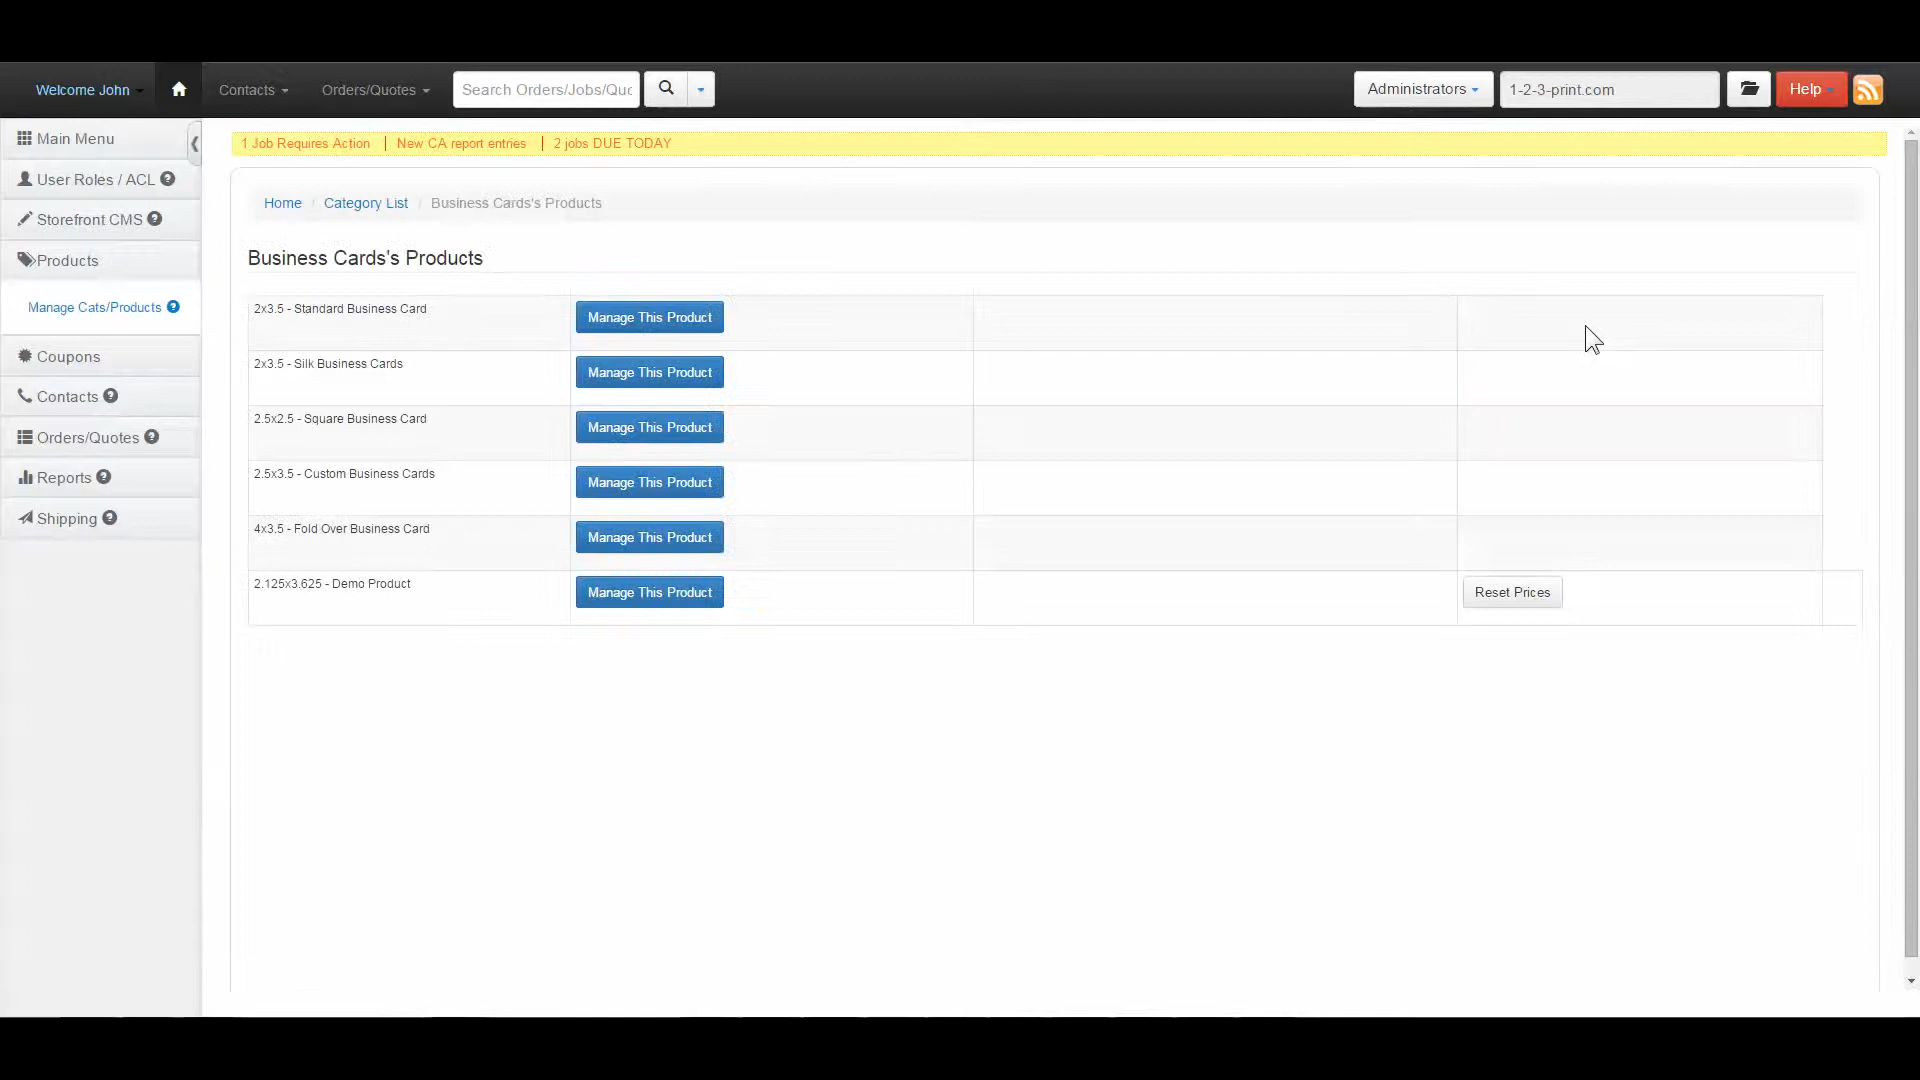 Welcome John Contacts Orders/Quotes Search Orders/Jobs/Quo Administrators 1-2-3-print.com Help
Main Menu
User Roles / ACL
Storefront CMS
Products
Manage Cats/Products
Coupons
Contacts
Orders/Quotes
Reports
Shipping
1 Job Requires Action | New CA report entries | 2 jobs DUE TODAY
Home / Category List / Business Cards's Products
Business Cards's Products
2x3.5 - Standard Business Card Manage This Product
2x3.5 - Silk Business Cards Manage This Product
2.5x2.5 - Square Business Card Manage This Product
2.5x3.5 - Custom Business Cards Manage This Product
4x3.5 - Fold Over Business Card Manage This Product
2.125x3.625 - Demo Product Manage This Product Reset Prices